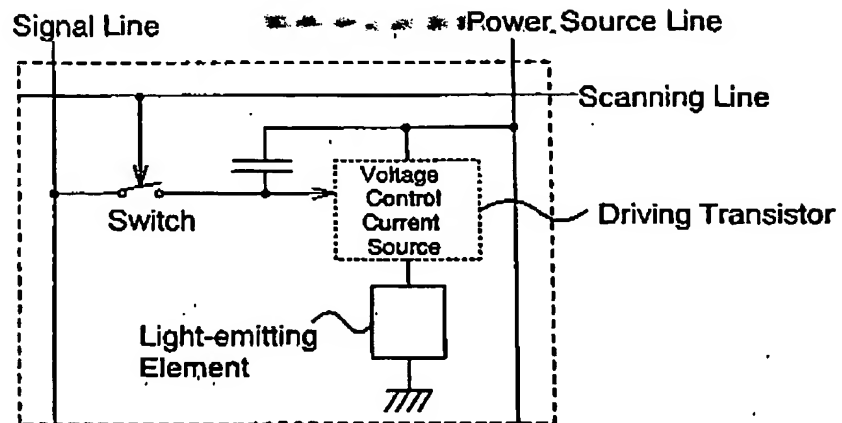 Signal Line
Power Source Line
Scanning Line
Voltage
Control
Current
Source
Switch
Driving Transistor
Light-emitting
Element